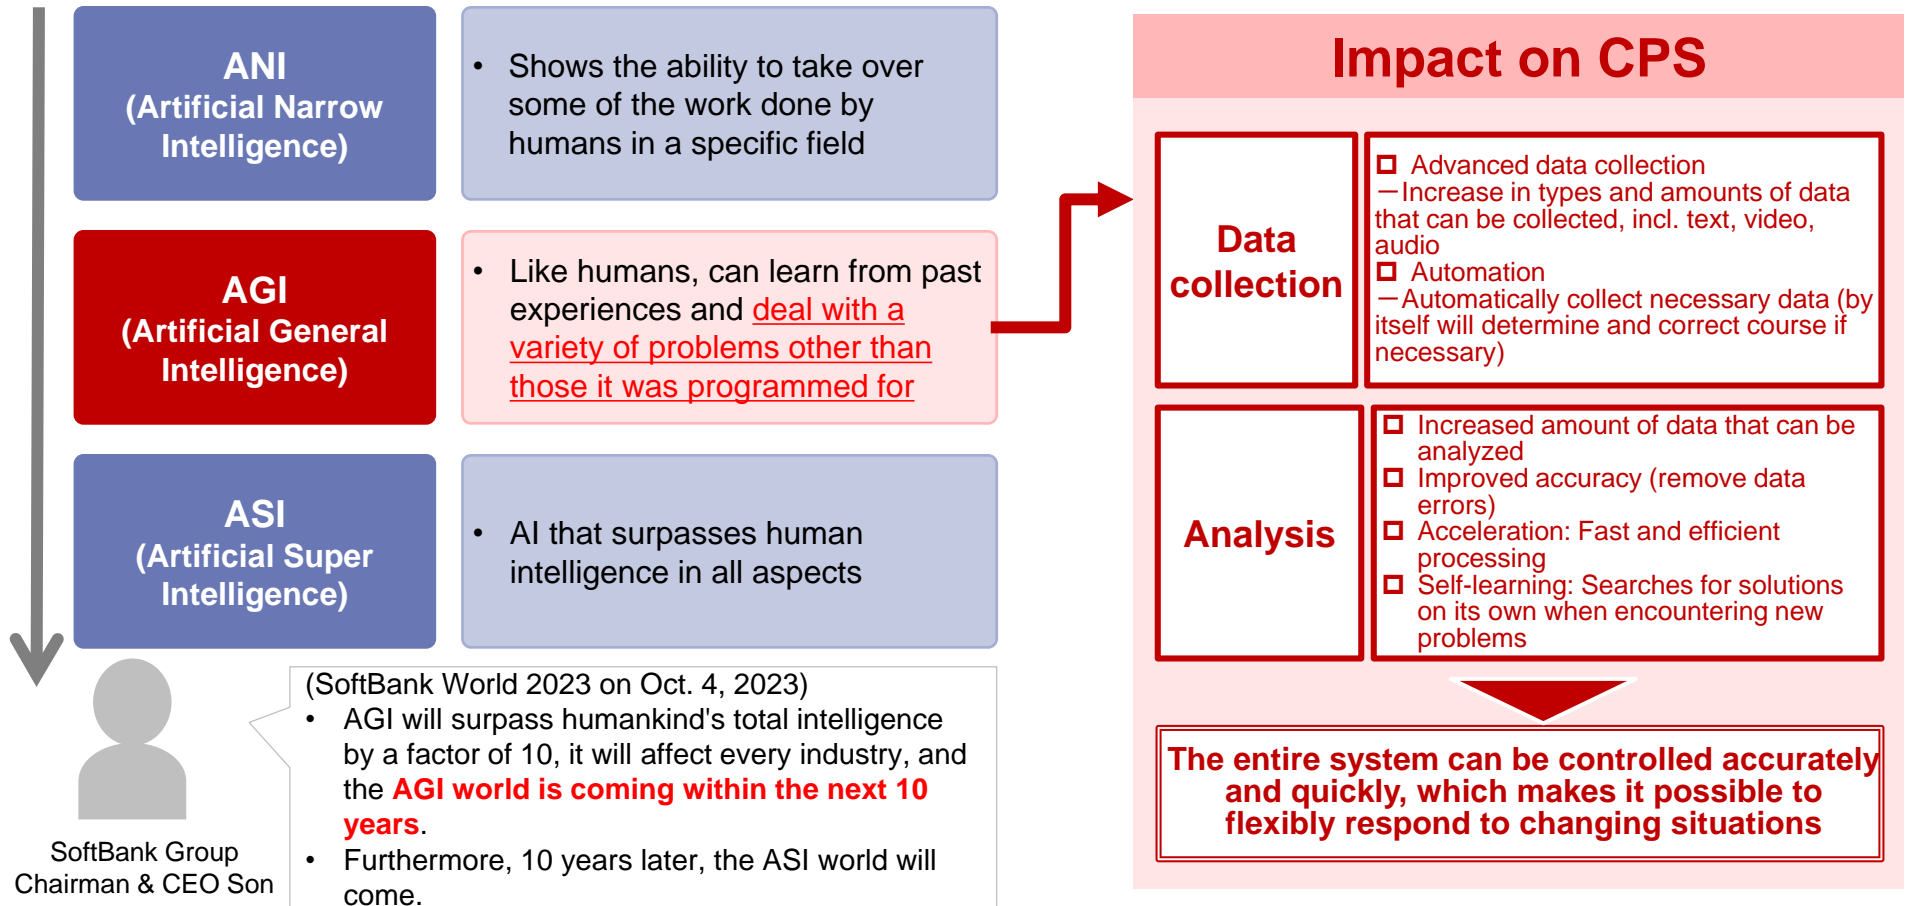 ANI
(Artificial Narrow
Intelligence)
• Shows the ability to take over
some of the work done by
humans in a specific field
AGI
(Artificial General
Intelligence)
• Like humans, can learn from past
experiences and deal with a
variety of problems other than
those it was programmed for
ASI
(Artificial Super
Intelligence)
• AI that surpasses human
intelligence in all aspects
SoftBank Group
Chairman & CEO Son
(SoftBank World 2023 on Oct. 4, 2023)
• AGI will surpass humankind's total intelligence
by a factor of 10, it will affect every industry, and
the AGI world is coming within the next 10
years.
• Furthermore, 10 years later, the ASI world will
come.
Impact on CPS
Data
collection
❑ Advanced data collection
－Increase in types and amounts of data
that can be collected, incl. text, video,
audio
❑ Automation
－Automatically collect necessary data (by
itself will determine and correct course if
necessary)
Analysis
❑ Increased amount of data that can be
analyzed
❑ Improved accuracy (remove data
errors)
❑ Acceleration: Fast and efficient
processing
❑ Self-learning: Searches for solutions
on its own when encountering new
problems
The entire system can be controlled accurately
and quickly, which makes it possible to
flexibly respond to changing situations